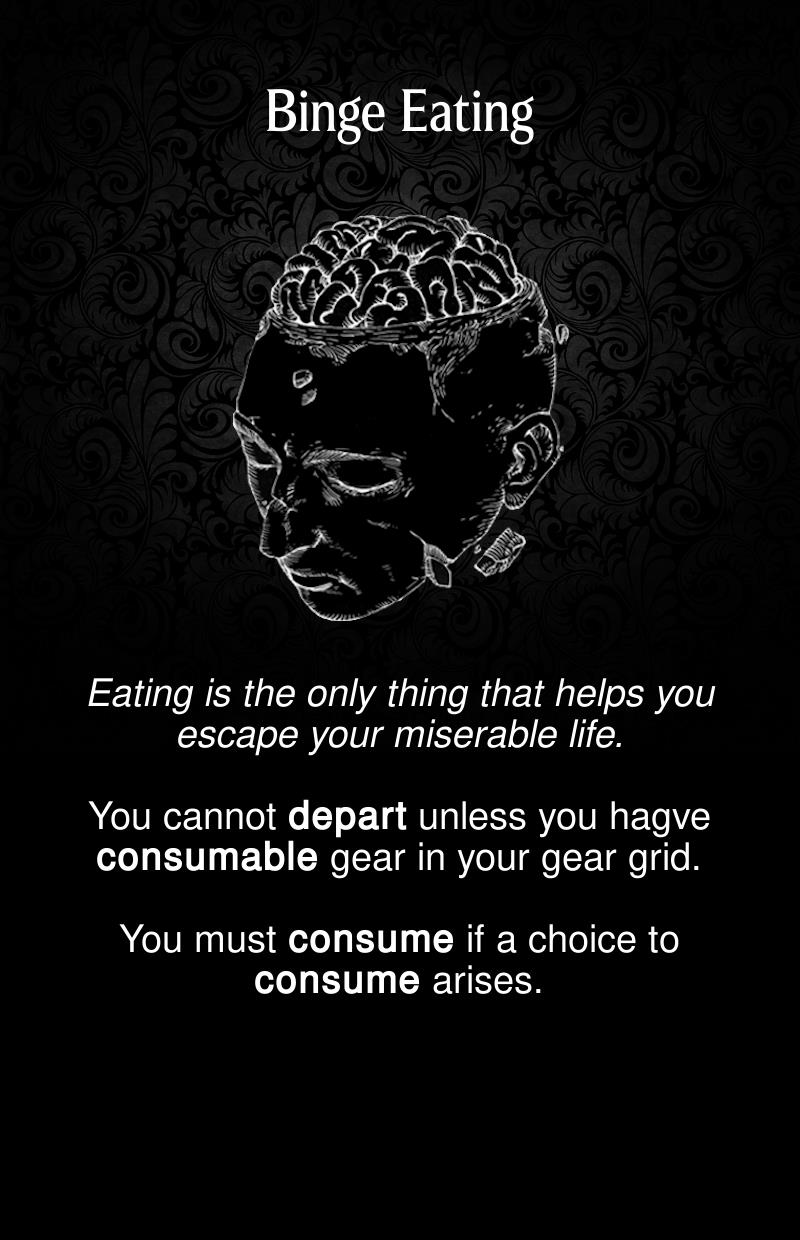 Binge Eating
Eating is the only thing that helps you
escape your miserable life.
You cannot depart unless you hagve
consumable gear in your gear grid.
You must consume if a choice to
consume arises.